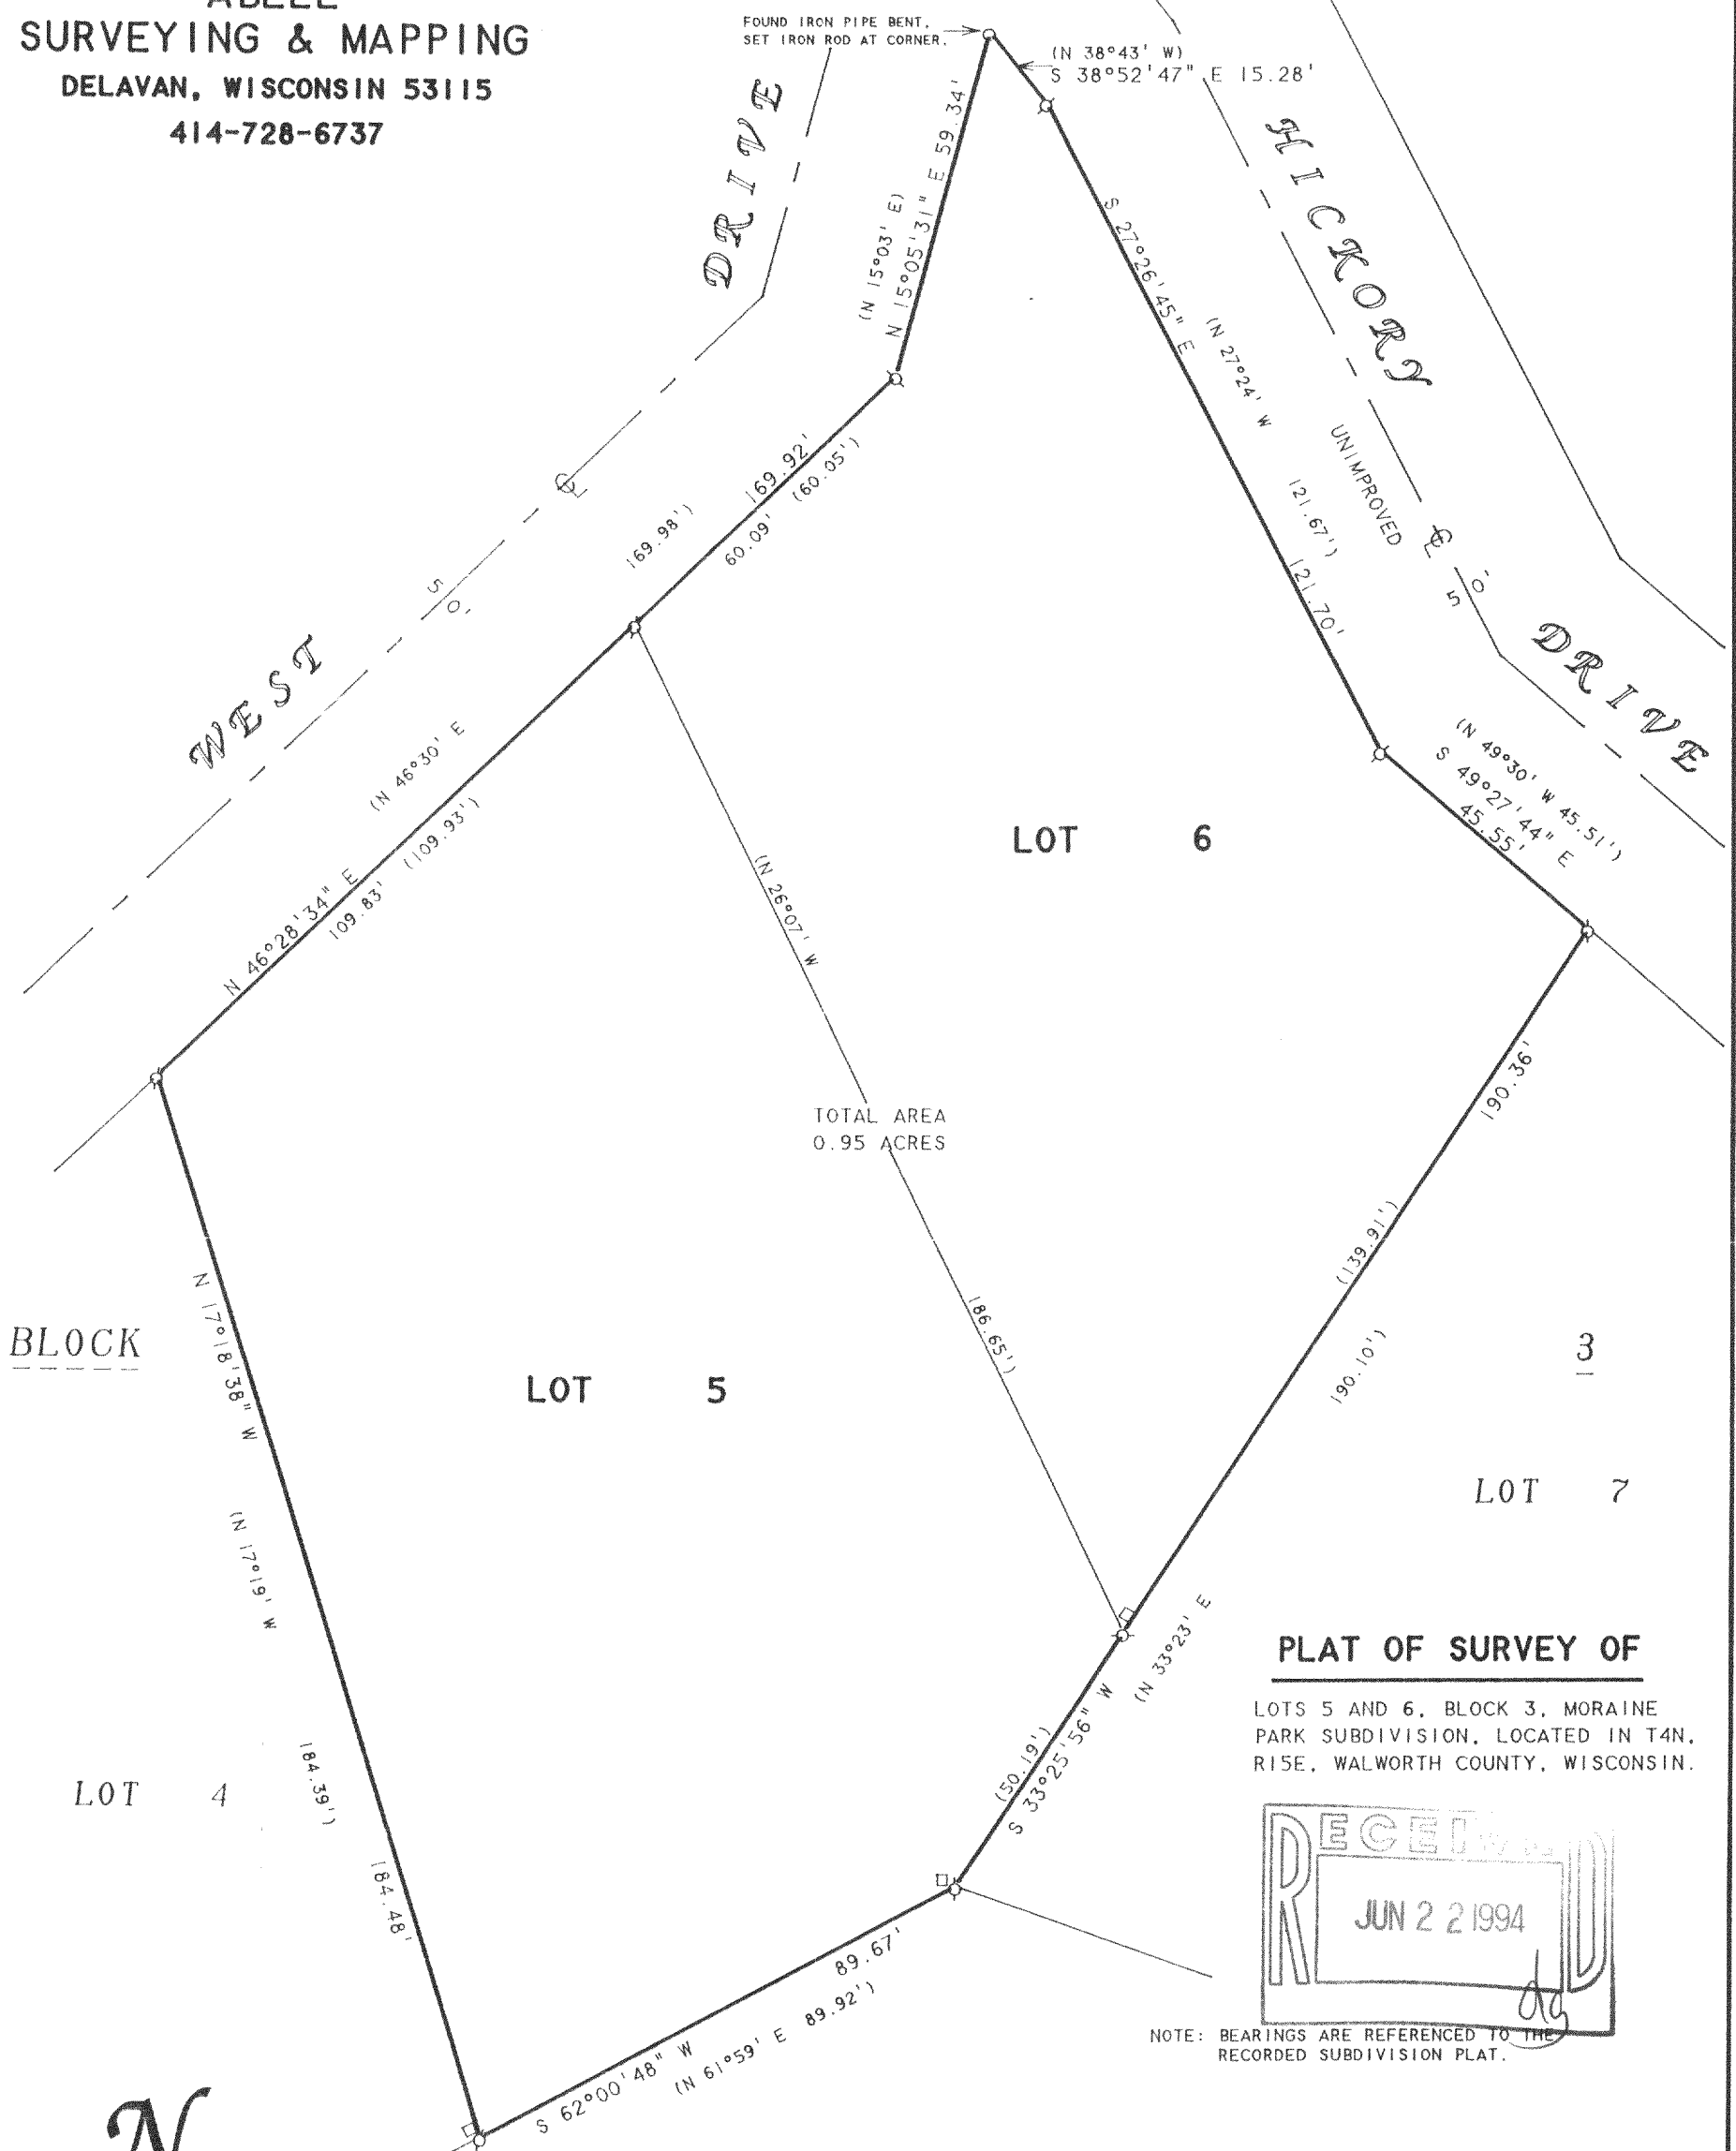 SURVEYING & MAPPING
DELAVAN, WISCONSIN 53115
414-728-6737
FOUND IRON PIPE BENT.
SET IRON ROD AT CORNER.
(N 38°43' W)
S 38°52'47" E 15.28'
DRIVE
HICKORY
(N 15°03' E)
N 15°05'31" E 59.34'
S 27°26'45" E
(N 27°24' W
121.67')
121.70'
UNIMPROVED
50'
DRIVE
169.92'
(60.05')
169.98')
60.09'
50'
WEST
(N 46°30' E
(109.93')
N 46°28'34" E
109.83'
(N 49°30' W 45.51')
S 49°27'44" E
45.55'
LOT 6
(N 26°07' W
186.65')
TOTAL AREA
0.95 ACRES
190.36'
(139.91')
190.10')
BLOCK
3
N 17°18'38" W
(N 17°19' W
184.39')
184.48'
LOT 5
LOT 7
(N 33°23' E
S 33°25'56" W
(50.19')
PLAT OF SURVEY OF
LOTS 5 AND 6, BLOCK 3, MORAINE
PARK SUBDIVISION, LOCATED IN T4N,
R15E, WALWORTH COUNTY, WISCONSIN.
LOT 4
RECEIVED
JUN 22 1994
89.67'
S 62°00'48" W
(N 61°59' E 89.92')
NOTE: BEARINGS ARE REFERENCED TO THE
RECORDED SUBDIVISION PLAT.
N